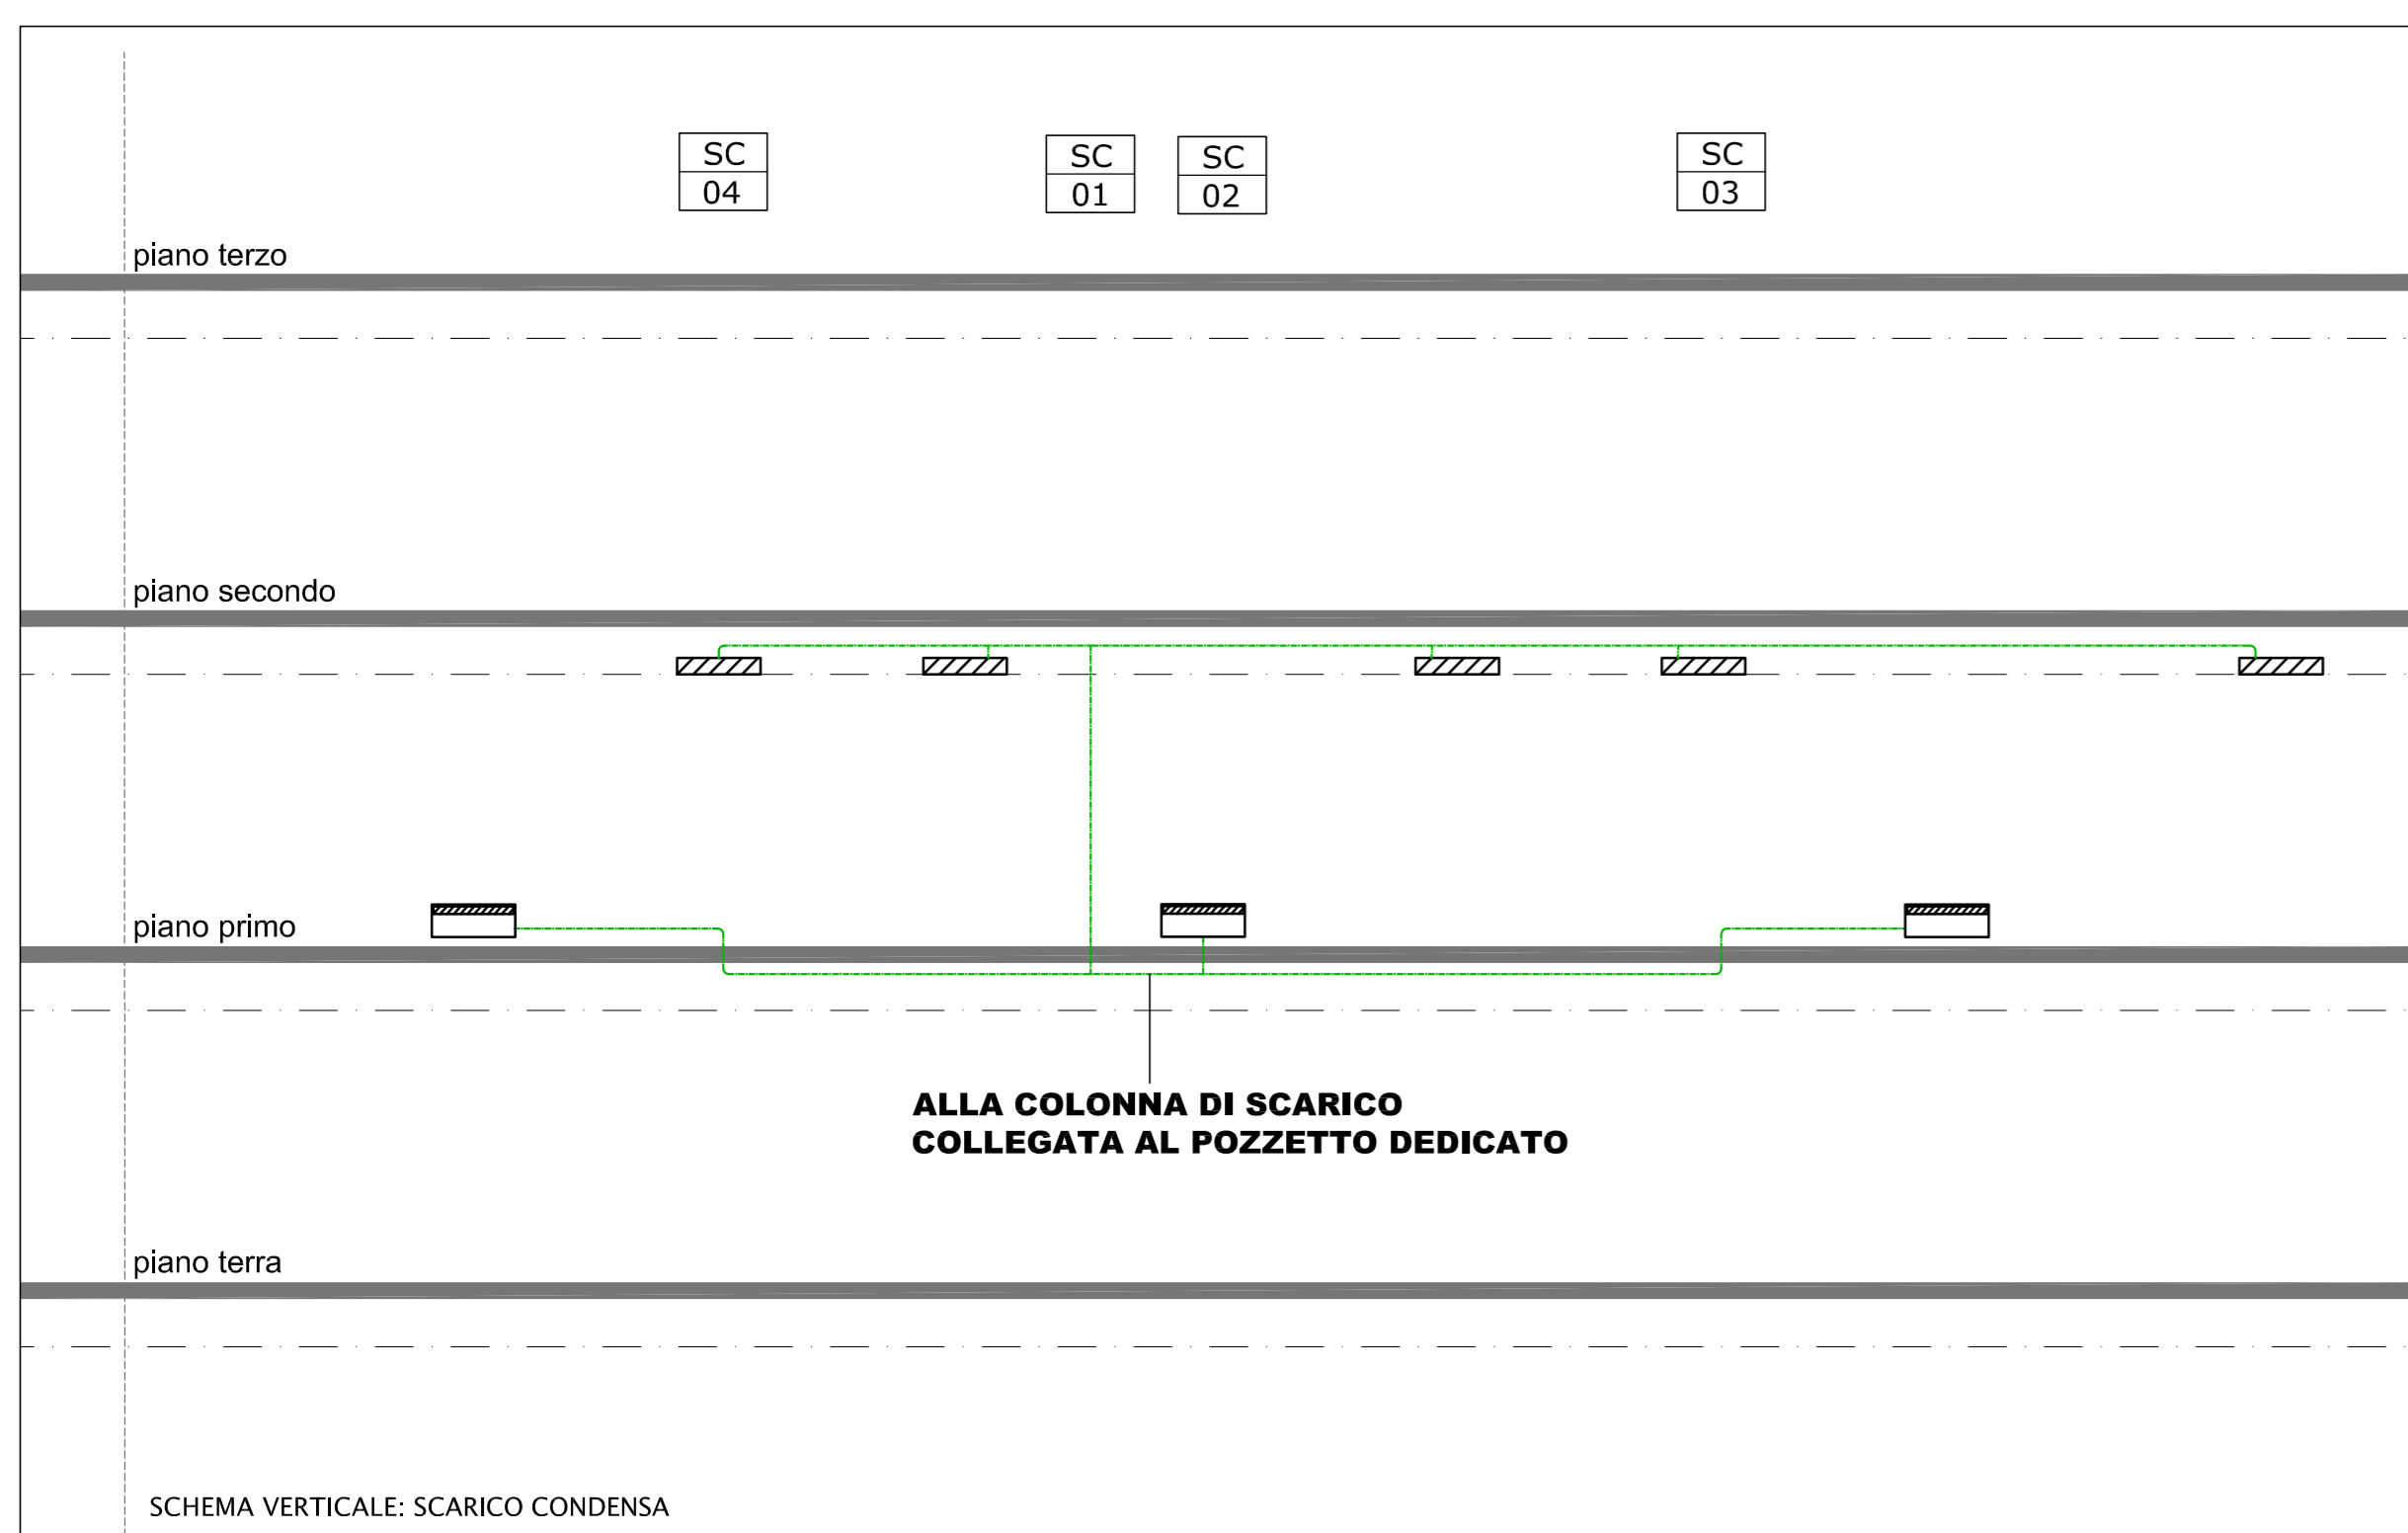 SC
04
SC
01
SC
02
SC
03
piano terzo
piano secondo
piano primo
ALLA COLONNA DI SCARICO
COLLEGATA AL POZZETTO DEDICATO
piano terra
SCHEMA VERTICALE: SCARICO CONDENSA